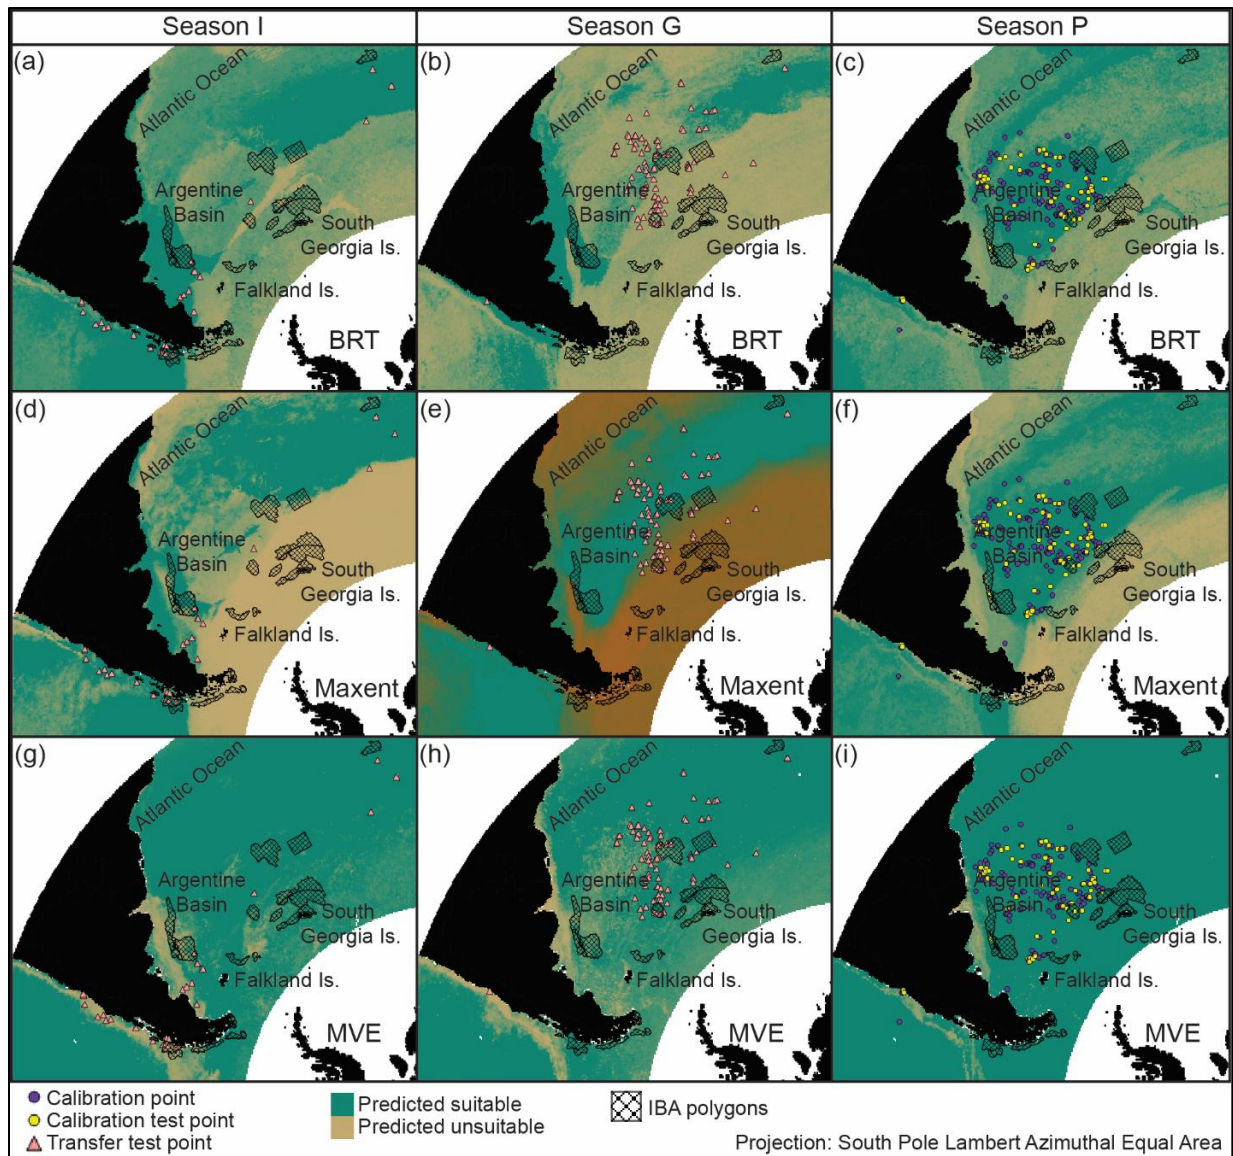 Season I
Season G
Season P
(a)
Atlantic Ocean
Argentine
Basin
South
Georgia Is.
Falkland Is.
BRT
(b)
Atlantic Ocean
Argentine
Basin
South
Georgia Is.
Falkland Is.
BRT
(c)
Atlantic Ocean
Argentine
Basin
South
Georgia Is.
Falkland Is.
BRT
(d)
Atlantic Ocean
Argentine
Basin
South
Georgia Is.
Falkland Is.
Maxent
(e)
Atlantic Ocean
Argentine
Basin
South
Georgia Is.
Falkland Is.
Maxent
(f)
Atlantic Ocean
Argentine
Basin
South
Georgia Is.
Falkland Is.
Maxent
(g)
Atlantic Ocean
Argentine
Basin
South
Georgia Is.
Falkland Is.
MVE
(h)
Atlantic Ocean
Argentine
Basin
South
Georgia Is.
Falkland Is.
MVE
(i)
Atlantic Ocean
Argentine
Basin
South
Georgia Is.
Falkland Is.
MVE
Calibration point
Calibration test point
Transfer test point
Predicted suitable
Predicted unsuitable
IBA polygons
Projection: South Pole Lambert Azimuthal Equal Area